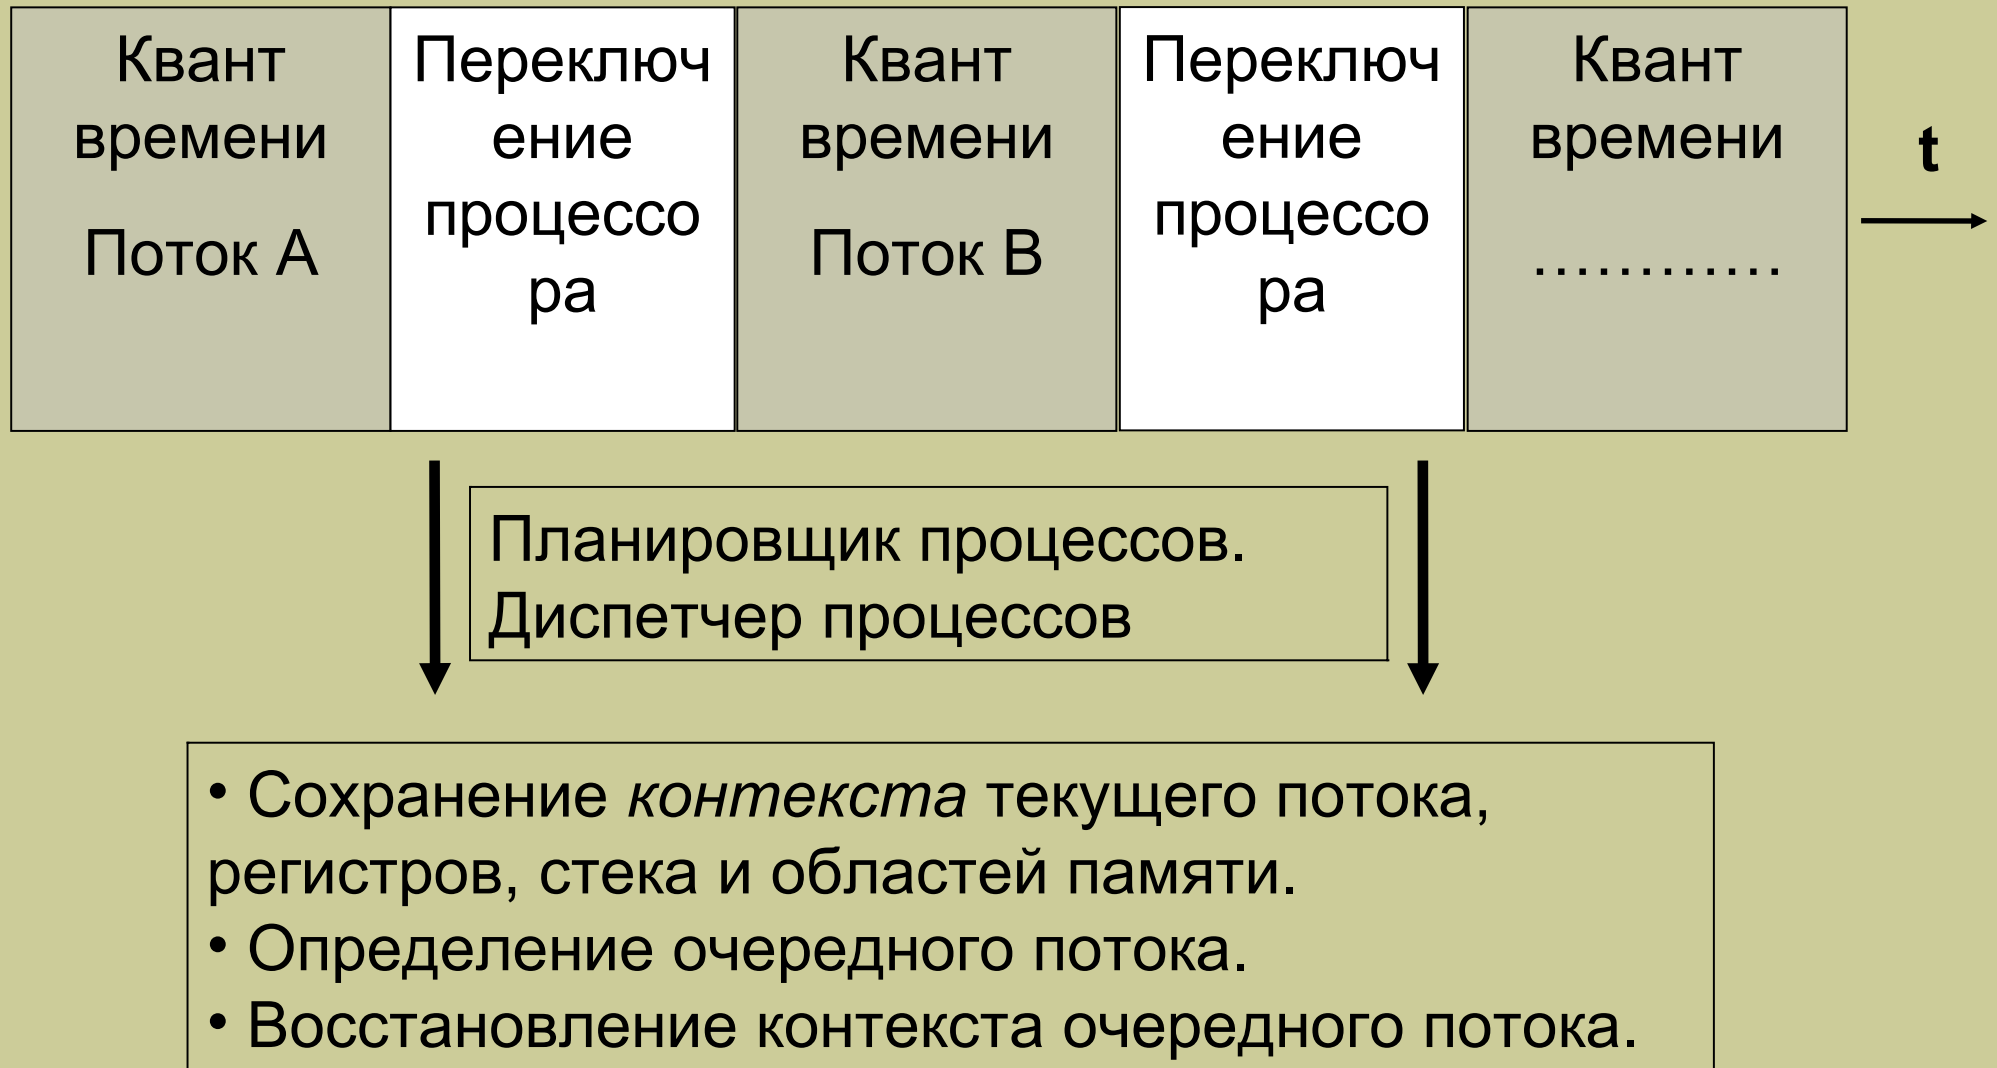 Квант
времени
Поток А
Переключ
ение
процессо
ра
Квант
времени
Поток В
Переключ
ение
процессо
ра
Квант
времени
…………
t
Планировщик процессов.
Диспетчер процессов
• Сохранение контекста текущего потока,
регистров, стека и областей памяти.
• Определение очередного потока.
• Восстановление контекста очередного потока.